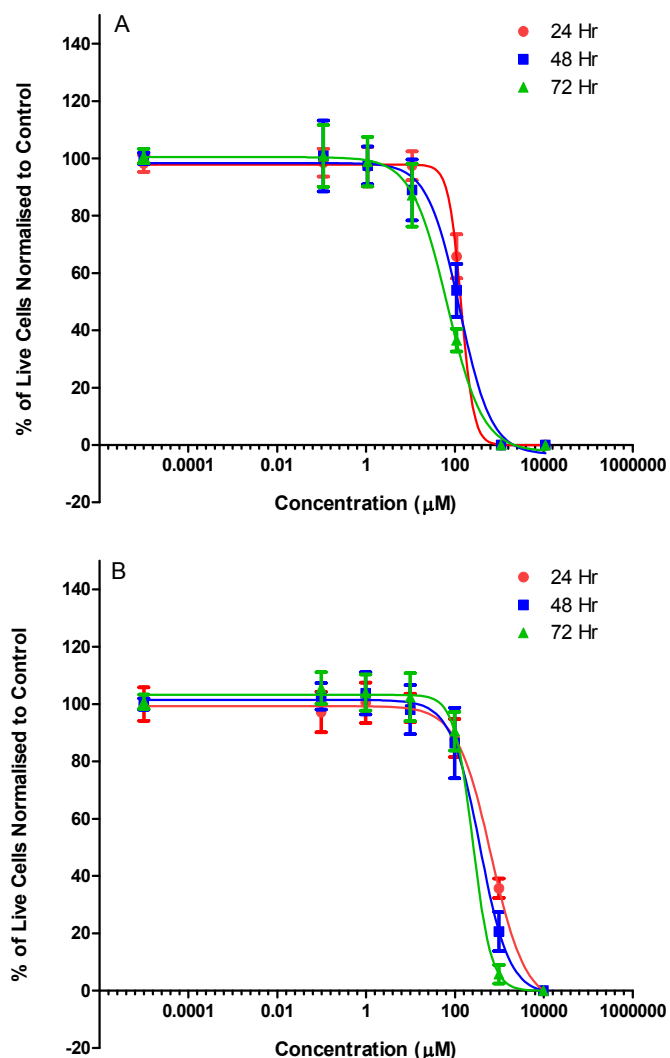 A
24 Hr
48 Hr
72 Hr
140
120
100
80
60
40
20
0
-20
% of Live Cells Normalised to Control
0.0001 0.01 1 100 10000 1000000
Concentration (μM)
B
24 Hr
48 Hr
72 Hr
140
120
100
80
60
40
20
0
-20
% of Live Cells Normalised to Control
0.0001 0.01 1 100 10000 1000000
Concentration (μM)